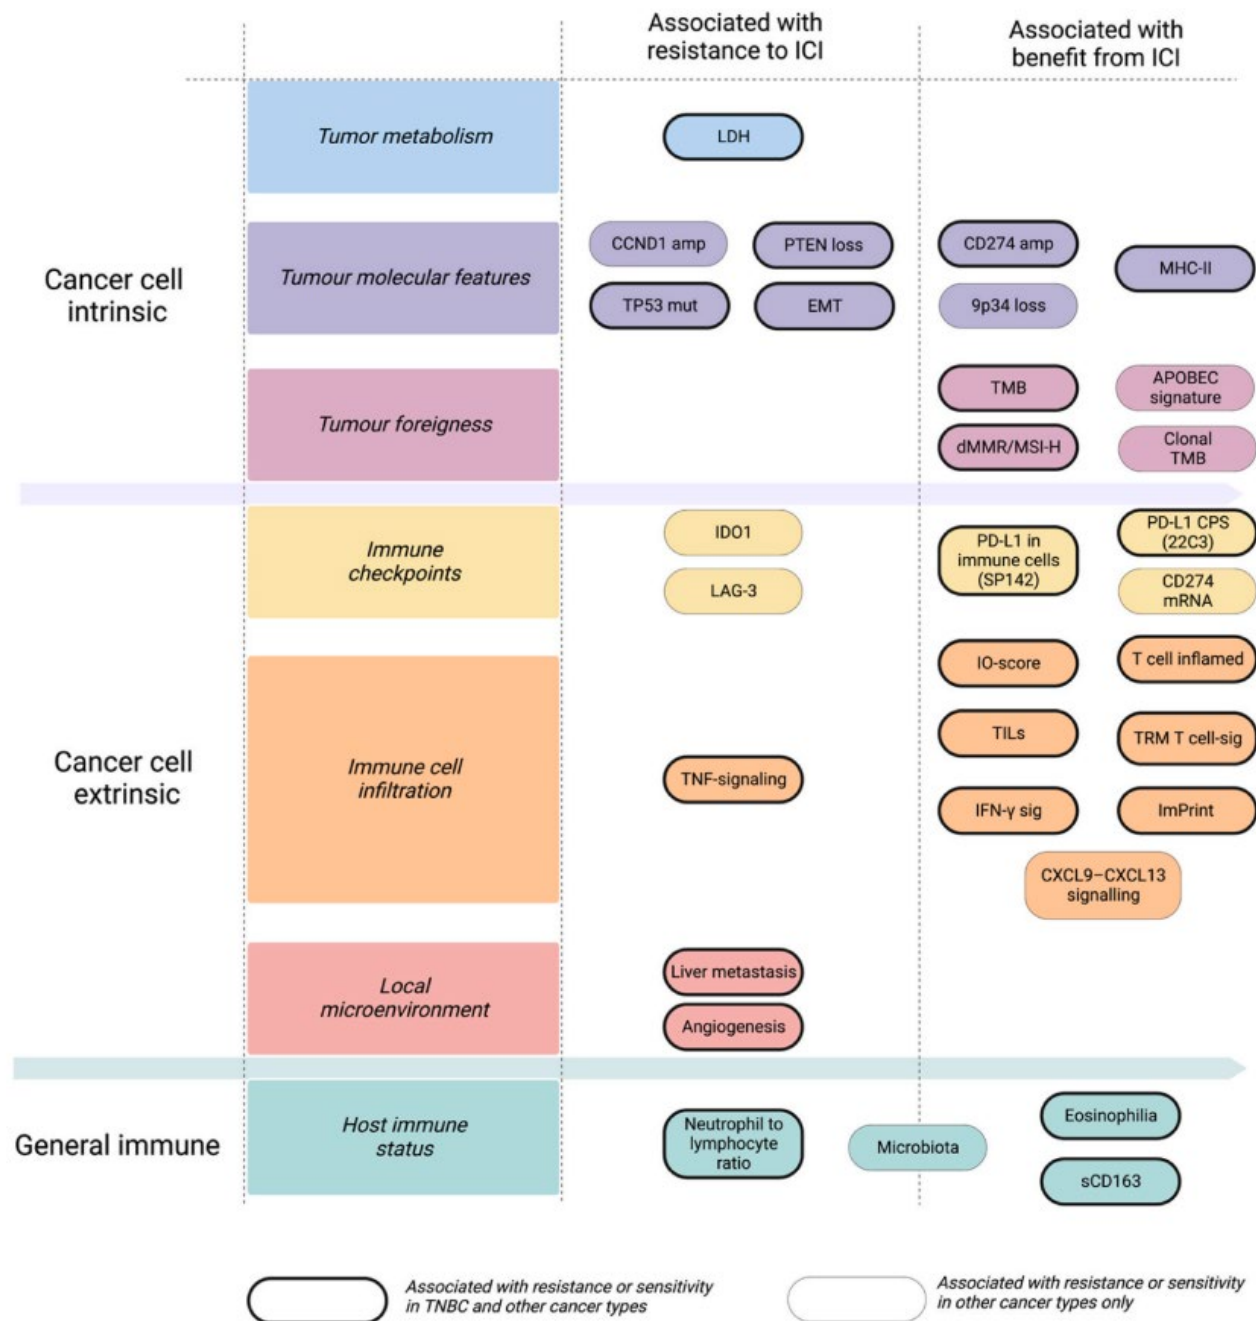 Associated with
resistance to ICI
Associated with
benefit from ICI
Cancer cell
intrinsic
Tumor metabolism
LDH
Tumour molecular features
CCND1 amp
PTEN loss
TP53 mut
EMT
CD274 amp
MHC-II
9p34 loss
Tumour foreignness
TMB
APOBEC
signature
dMMR/MSI-H
Clonal
TMB
Cancer cell
extrinsic
Immune
checkpoints
IDO1
LAG-3
PD-L1 in
immune cells
(SP142)
PD-L1 CPS
(22C3)
CD274
mRNA
Immune cell
infiltration
TNF-signaling
IO-score
T cell inflamed
TILs
TRM T cell-sig
IFN-γ sig
ImPrint
CXCL9–CXCL13
signalling
Local
microenvironment
Liver metastasis
Angiogenesis
General immune
Host immune
status
Neutrophil to
lymphocyte
ratio
Microbiota
Eosinophilia
sCD163
Associated with resistance or sensitivity
in TNBC and other cancer types
Associated with resistance or sensitivity
in other cancer types only